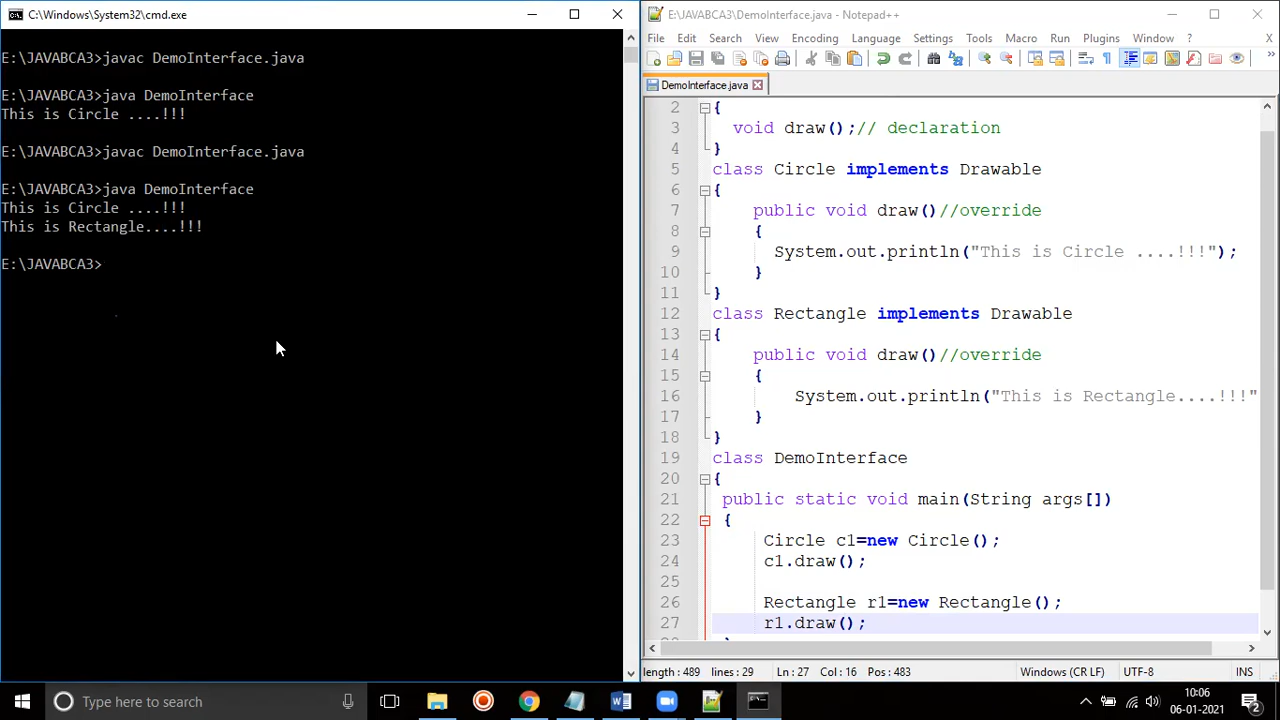 C:\Windows\System32\cmd.exe
E:\JAVABCA3>javac DemoInterface.java
E:\JAVABCA3>java DemoInterface
This is Circle ....!!!
E:\JAVABCA3>javac DemoInterface.java
E:\JAVABCA3>java DemoInterface
This is Circle ....!!!
This is Rectangle....!!!
E:\JAVABCA3>
E:\JAVABCA3\DemoInterface.java - Notepad++
File Edit Search View Encoding Language Settings Tools Macro Run Plugins Window ? X
DemoInterface.java
2 {
3 void draw();// declaration
4 }
5 class Circle implements Drawable
6 {
7 public void draw()//override
8 {
9 System.out.println("This is Circle ....!!!");
10 }
11 }
12 class Rectangle implements Drawable
13 {
14 public void draw()//override
15 {
16 System.out.println("This is Rectangle....!!!"
17 }
18 }
19 class DemoInterface
20 {
21 public static void main(String args[])
22 {
23 Circle c1=new Circle();
24 c1.draw();
25
26 Rectangle r1=new Rectangle();
27 r1.draw();
length : 489 lines : 29 Ln : 27 Col : 16 Pos : 483 Windows (CR LF) UTF-8 INS
Type here to search
10:06
06-01-2021
2